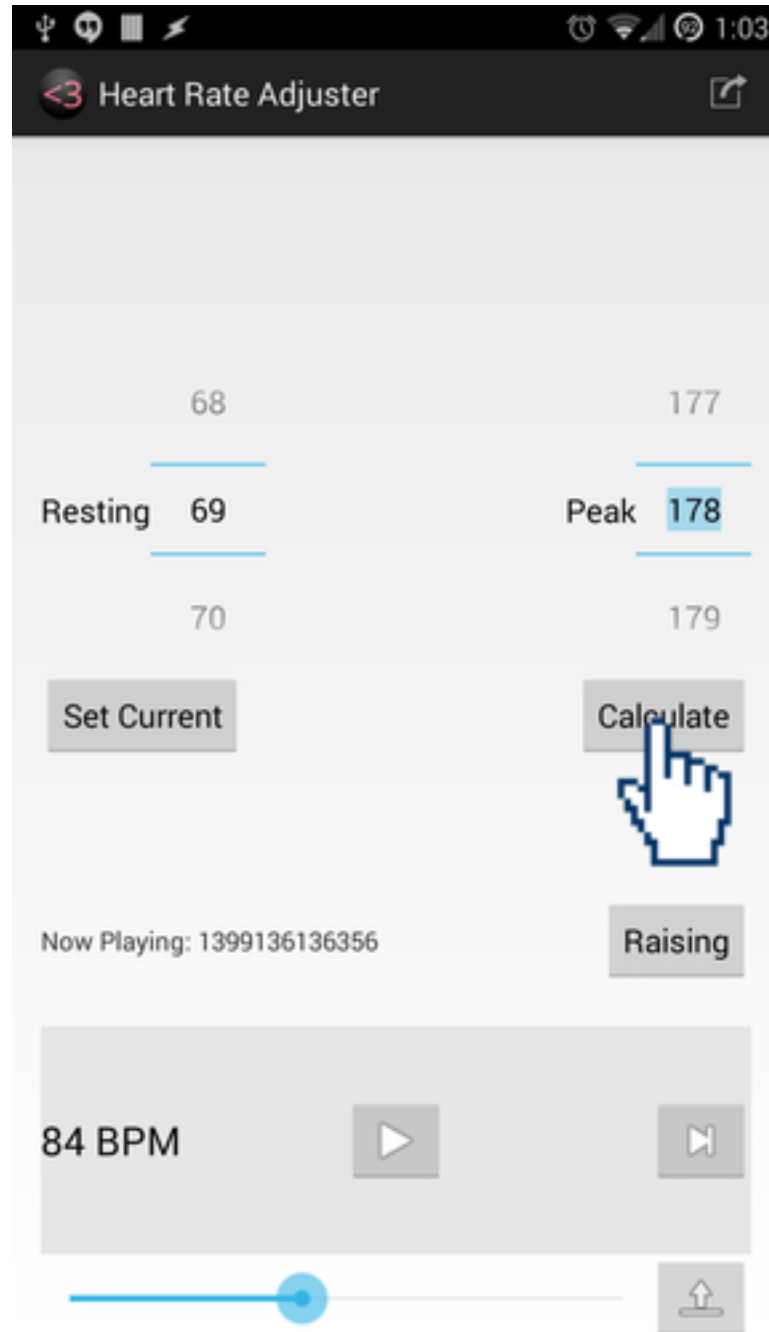 92 1:03
<3 Heart Rate Adjuster
68 177
Resting 69 Peak 178
70 179
Set Current Calculate
Now Playing: 1399136136356 Raising
84 BPM